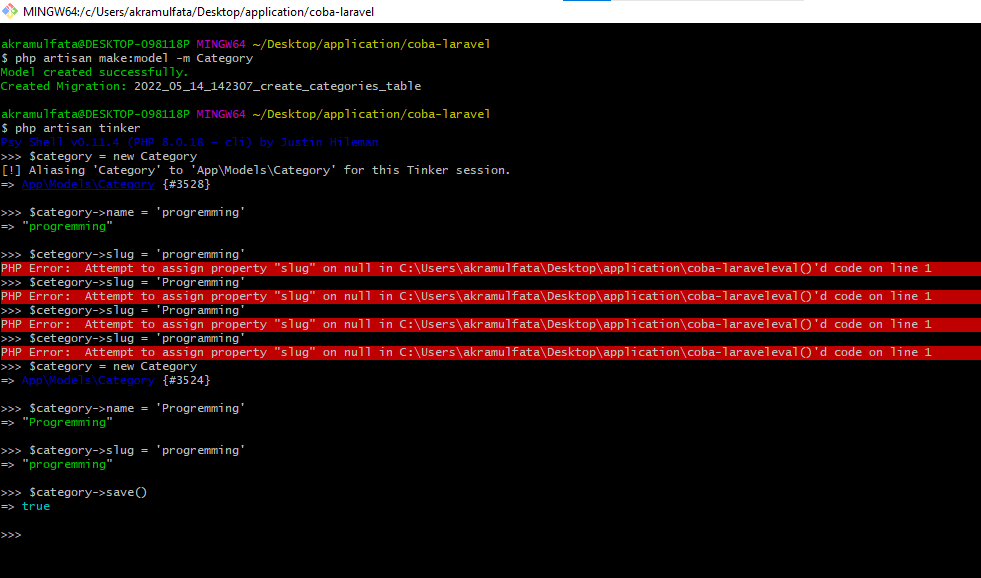 MINGW64:/c/Users/akramulfata/Desktop/application/coba-laravel
akramulfata@DESKTOP-O98118P MINGW64 ~/Desktop/application/coba-laravel
$ php artisan make:model -m Category
Model created successfully.
Created Migration: 2022_05_14_142307_create_categories_table
akramulfata@DESKTOP-O98118P MINGW64 ~/Desktop/application/coba-laravel
$ php artisan tinker
Psy Shell v0.11.4 (PHP 8.0.18 — cli) by Justin Hileman
>>> $category = new Category
[!] Aliasing 'Category' to 'App\Models\Category' for this Tinker session.
=> App\Models\Category {#3528}
>>> $category->name = 'progremming'
=> "progremming"
>>> $cetegory->slug = 'progremming'
PHP Error:  Attempt to assign property "slug" on null in C:\Users\akramulfata\Desktop\application\coba-laraveleval()'d code on line 1
>>> $cetegory->slug = 'Programming'
PHP Error:  Attempt to assign property "slug" on null in C:\Users\akramulfata\Desktop\application\coba-laraveleval()'d code on line 1
>>> $cetegory->slug = 'Programming'
PHP Error:  Attempt to assign property "slug" on null in C:\Users\akramulfata\Desktop\application\coba-laraveleval()'d code on line 1
>>> $cetegory->slug = 'programming'
PHP Error:  Attempt to assign property "slug" on null in C:\Users\akramulfata\Desktop\application\coba-laraveleval()'d code on line 1
>>> $category = new Category
=> App\Models\Category {#3524}
>>> $category->name = 'Progremming'
=> "Progremming"
>>> $category->slug = 'progremming'
=> "progremming"
>>> $category->save()
=> true
>>>